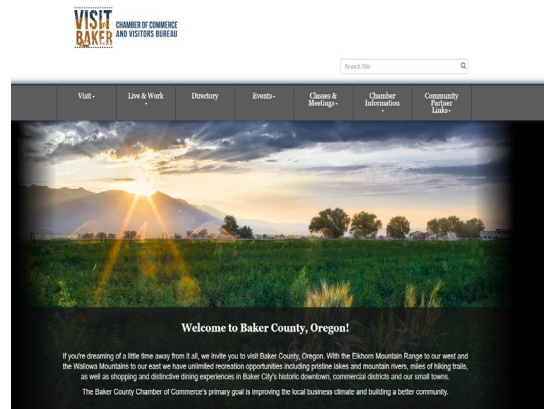 VISIT
BAKER
CHAMBER OF COMMERCE
AND VISITORS BUREAU
Search Site
Visit
Live & Work
Directory
Events
Classes &
Meetings
Chamber
Information
Community
Partner
Links
Welcome to Baker County, Oregon!
If you're dreaming of a little time away from it all, we invite you to visit Baker County, Oregon. With the Elkhorn Mountain Range to our west and
the Wallowa Mountains to our east we have unlimited recreation opportunities including pristine lakes and mountain rivers, miles of hiking trails,
as well as shopping and distinctive dining experiences in Baker City's historic downtown, commercial districts and our small towns.
The Baker County Chamber of Commerce's primary goal is improving the local business climate and building a better community.